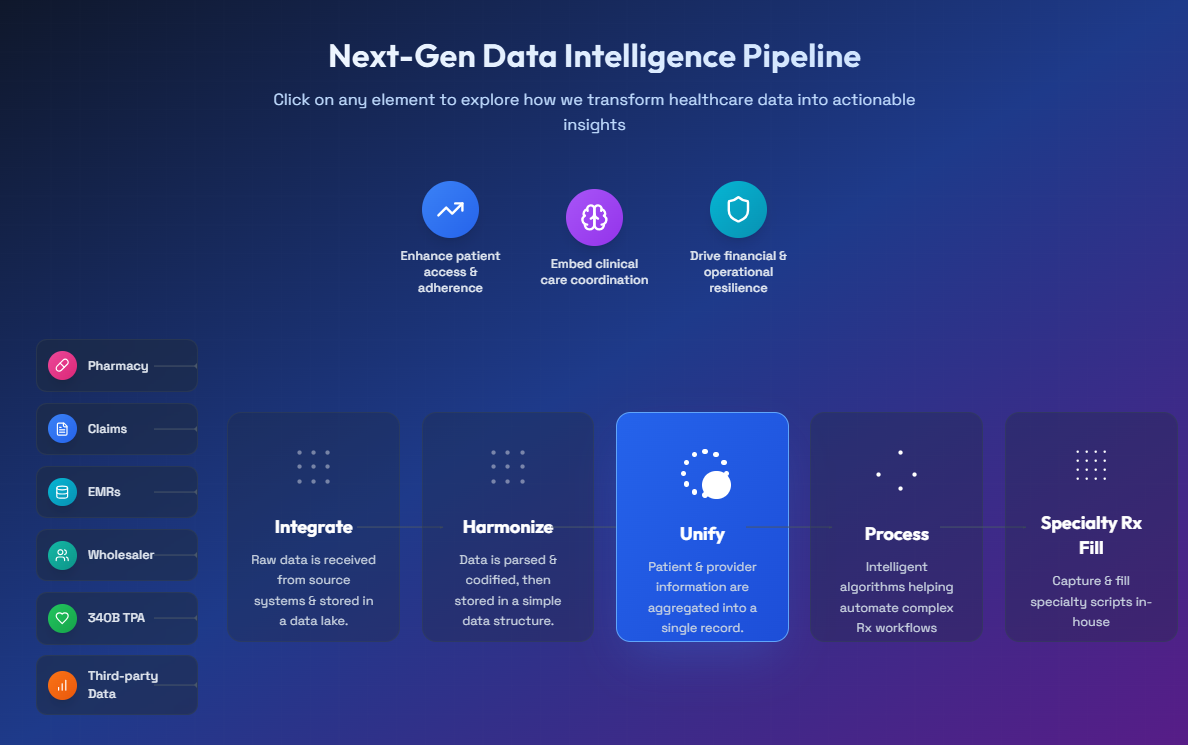 Next-Gen Data Intelligence Pipeline
Click on any element to explore how we transform healthcare data into actionable
insights
Enhance patient
access &
adherence
Embed clinical
care coordination
Drive financial &
operational
resilience
Pharmacy
Claims
EMRs
Wholesaler
340B TPA
Third-party
Data
Integrate
Raw data is received
from source
systems & stored in
a data lake.
Harmonize
Data is parsed &
codified, then
stored in a simple
data structure.
Unify
Patient & provider
information are
aggregated into a
single record.
Process
Intelligent
algorithms helping
automate complex
Rx workflows
Specialty Rx
Fill
Capture & fill
specialty scripts in-
house